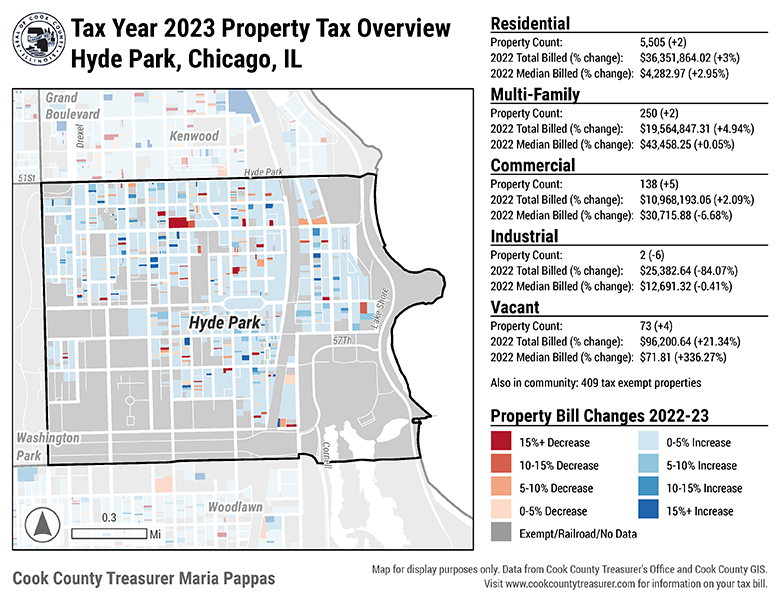 Tax Year 2023 Property Tax Overview
Hyde Park, Chicago, IL
Residential
Property Count: 5,505 (+2)
2022 Total Billed (% change): $36,351,864.02 (+3%)
2022 Median Billed (% change): $4,282.97 (+2.95%)
Multi-Family
Property Count: 250 (+2)
2022 Total Billed (% change): $19,564,847.31 (+4.94%)
2022 Median Billed (% change): $43,458.25 (+0.05%)
Commercial
Property Count: 138 (+5)
2022 Total Billed (% change): $10,968,193.06 (+2.09%)
2022 Median Billed (% change): $30,715.88 (-6.68%)
Industrial
Property Count: 2 (-6)
2022 Total Billed (% change): $25,382.64 (-84.07%)
2022 Median Billed (% change): $12,691.32 (-0.41%)
Vacant
Property Count: 73 (+4)
2022 Total Billed (% change): $96,200.64 (+21.34%)
2022 Median Billed (% change): $71.81 (+336.27%)
Also in community: 409 tax exempt properties
Property Bill Changes 2022-23
15%+ Decrease
0-5% Increase
10-15% Decrease
5-10% Increase
5-10% Decrease
10-15% Increase
0-5% Decrease
15%+ Increase
Exempt/Railroad/No Data
Grand
Boulevard
Drexel
Kenwood
Hyde Park
51St
Lake Shore
Hyde Park
57Th
Washington
Park
Cornell
Woodlawn
0.3
Mi
Cook County Treasurer Maria Pappas
Map for display purposes only. Data from Cook County Treasurer's Office and Cook County GIS.
Visit www.cookcountytreasurer.com for information on your tax bill.